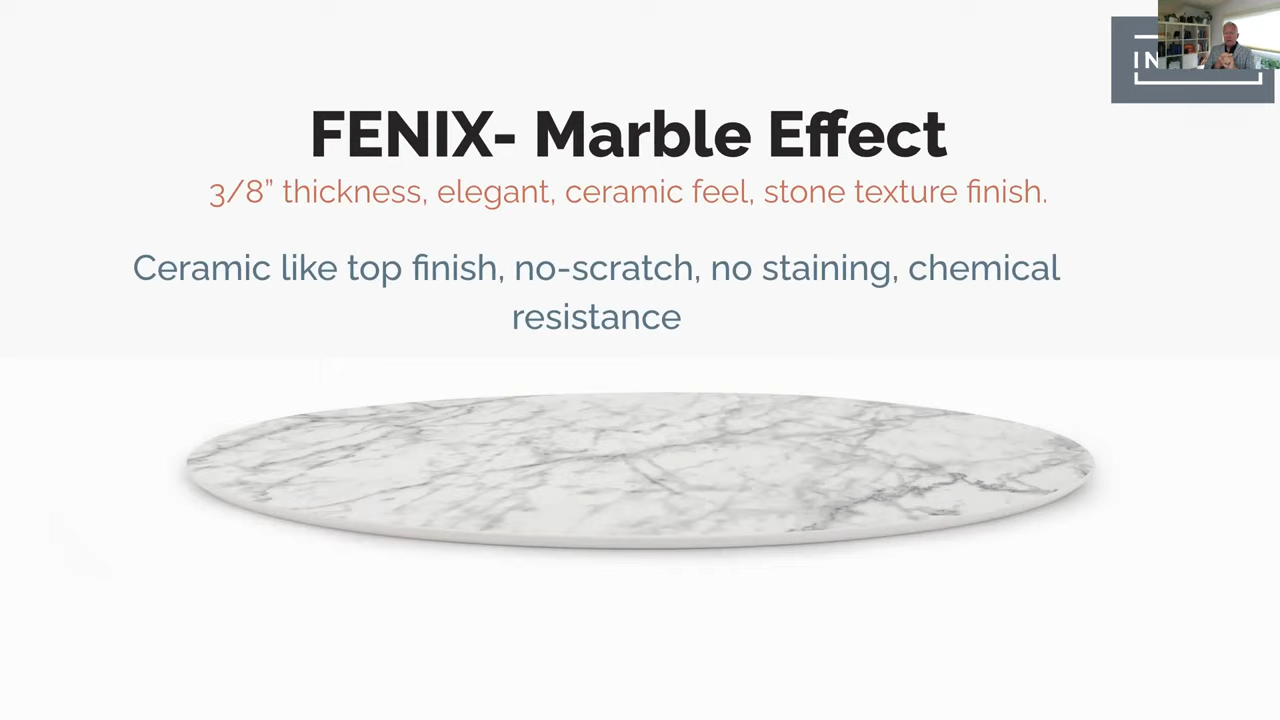 FENIX- Marble Effect
3/8” thickness, elegant, ceramic feel, stone texture finish.
Ceramic like top finish, no-scratch, no staining, chemical
resistance